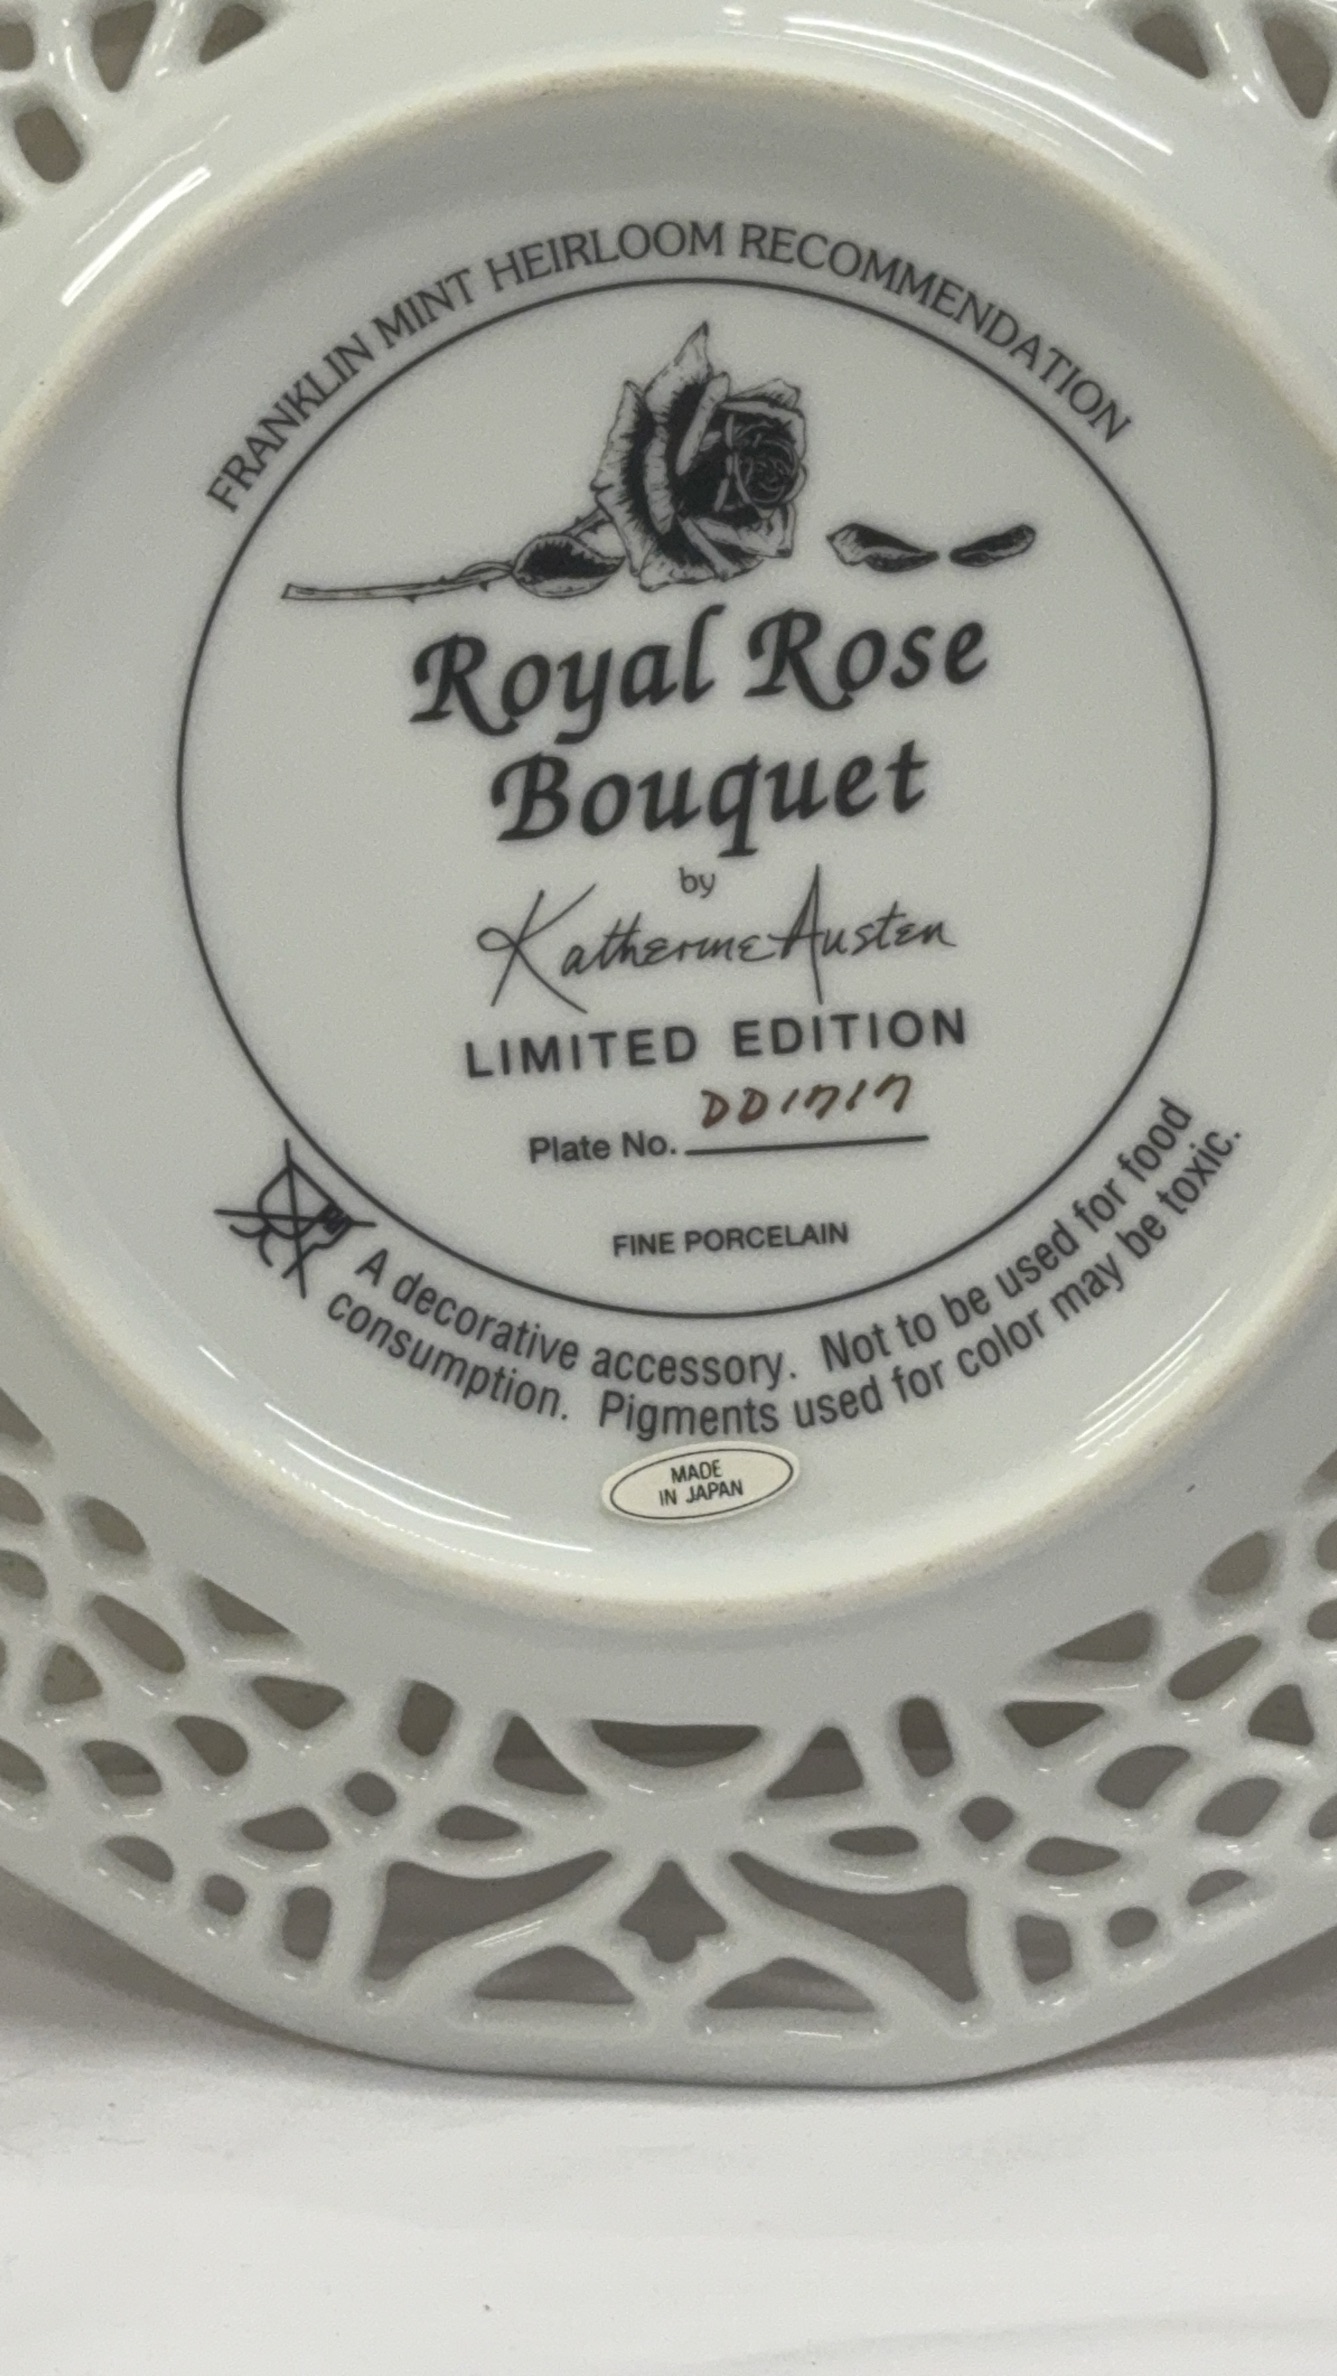 FRANKLIN MINT HEIRLOOM RECOMMENDATION
Royal Rose
Bouquet
by
Katherine Austen
LIMITED EDITION
Plate No. DD1717
FINE PORCELAIN
A decorative accessory. Not to be used for food
consumption. Pigments used for color may be toxic.
MADE
IN JAPAN